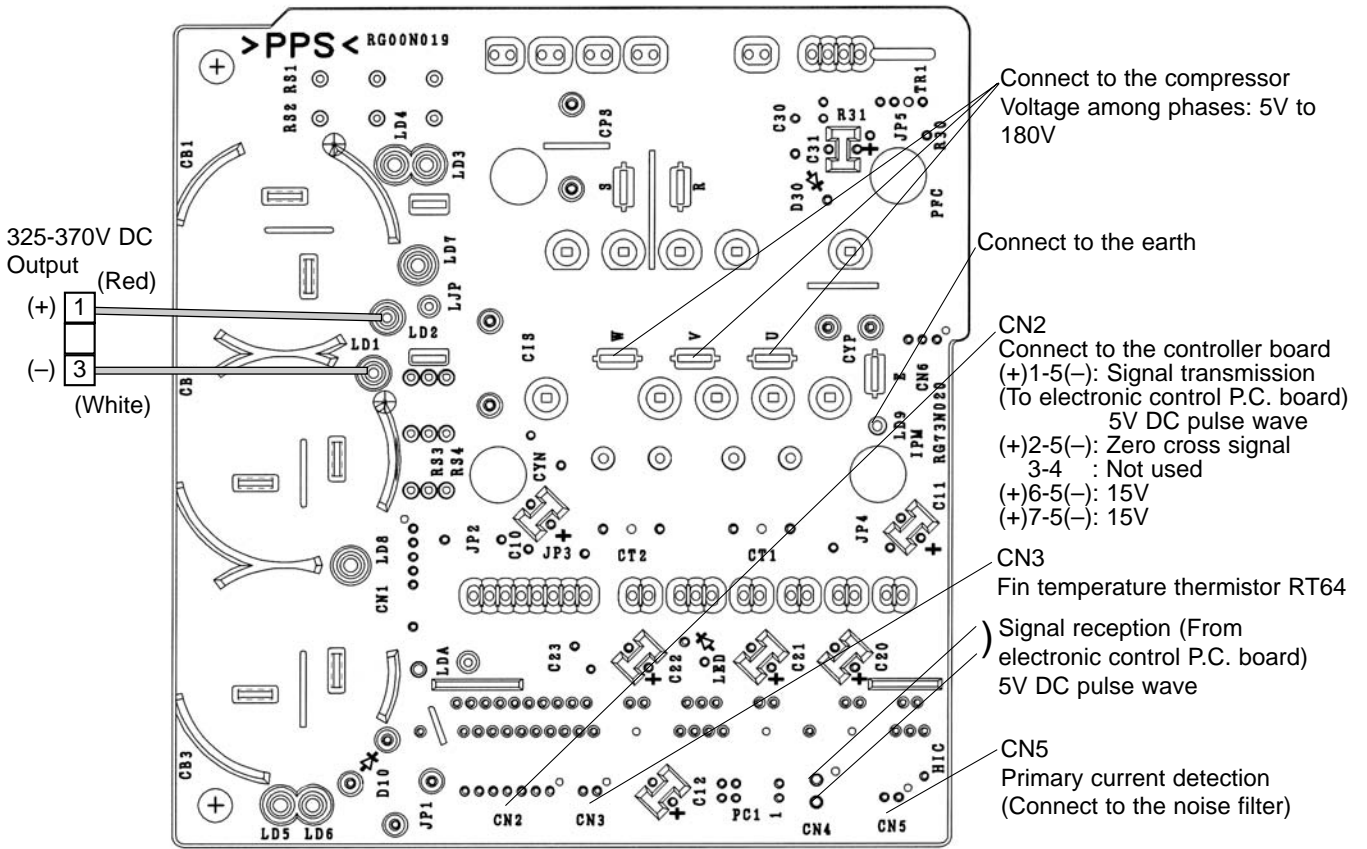 >PPS< RG00N019
RS1
RS2
LD4
LD3
CB1
CPS
C30
R31
C31
JP5
TR1
R30
D30
PFC
S
R
LD7
LJP
LD2
LD1
CIS
W
V
U
CYP
E
CN6
LD9
IPM
RG73N020
CB
RS3
RS4
CYN
JP2
C10
JP3
CT2
CT1
JP4
C11
LD8
CN1
LDA
C23
C22
LED
C21
C20
CB3
D10
JP1
LD5
LD6
CN2
CN3
C12
PC1
1
CN4
CN5
HIC
325-370V DC
Output
(Red)
(+) 1
(–) 3
(White)
Connect to the compressor
Voltage among phases: 5V to
180V
Connect to the earth
CN2
Connect to the controller board
(+)1-5(–): Signal transmission
(To electronic control P.C. board)
5V DC pulse wave
(+)2-5(–): Zero cross signal
3-4 : Not used
(+)6-5(–): 15V
(+)7-5(–): 15V
CN3
Fin temperature thermistor RT64
) Signal reception (From
electronic control P.C. board)
5V DC pulse wave
CN5
Primary current detection
(Connect to the noise filter)